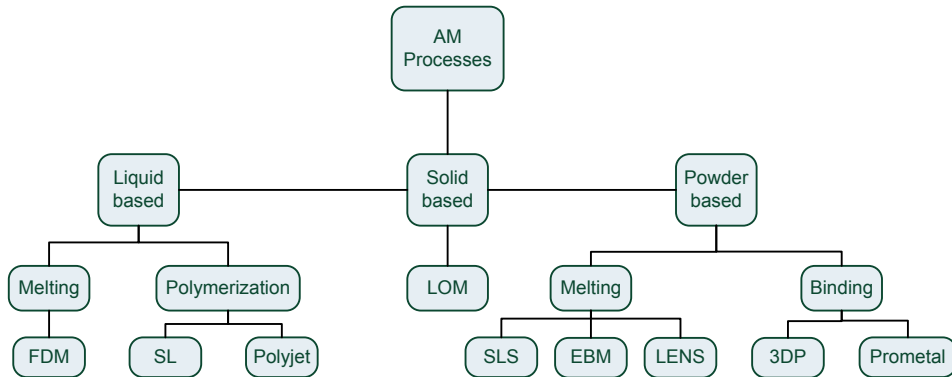 AM
Processes
Liquid
based
Solid
based
Powder
based
Melting
Polymerization
LOM
Melting
Binding
FDM
SL
Polyjet
SLS
EBM
LENS
3DP
Prometal